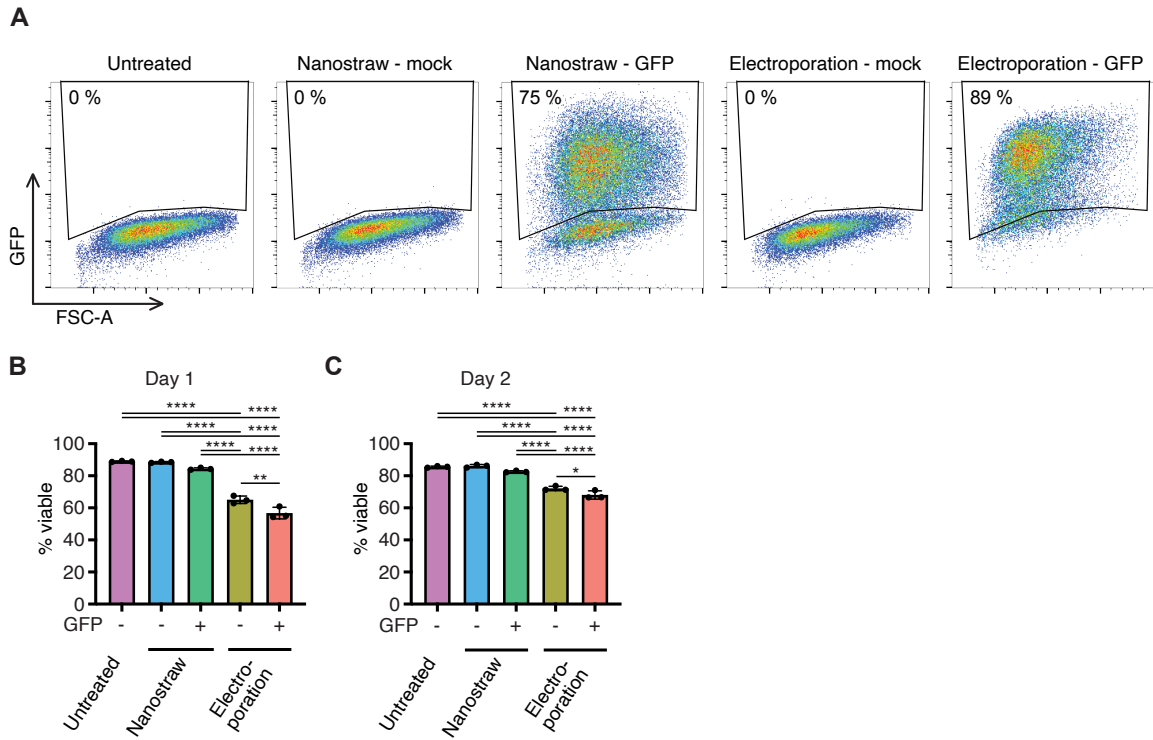 A
Untreated
Nanostraw - mock
Nanostraw - GFP
Electroporation - mock
Electroporation - GFP
0 %
0 %
75 %
0 %
89 %
GFP
FSC-A
B
Day 1
**** ****
**** ****
**** ****
**
100
80
60
40
20
0
% viable
GFP - - + - +
Untreated
Nanostraw
Electro-
poration
C
Day 2
**** ****
**** ****
**** ****
*
100
80
60
40
20
0
% viable
GFP - - + - +
Untreated
Nanostraw
Electro-
poration